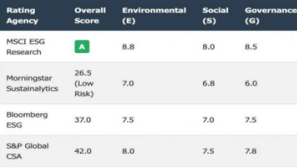 Rating Agency Overall Score Environmental (E) Social (S) Governance (G)
MSCI ESG Research A 8.8 8.0 8.5
Morningstar Sustainalytics 26.5 (Low Risk) 7.0 6.8 6.0
Bloomberg ESG 37.0 7.5 7.0 7.5
S&P Global CSA 42.0 8.0 7.5 7.8